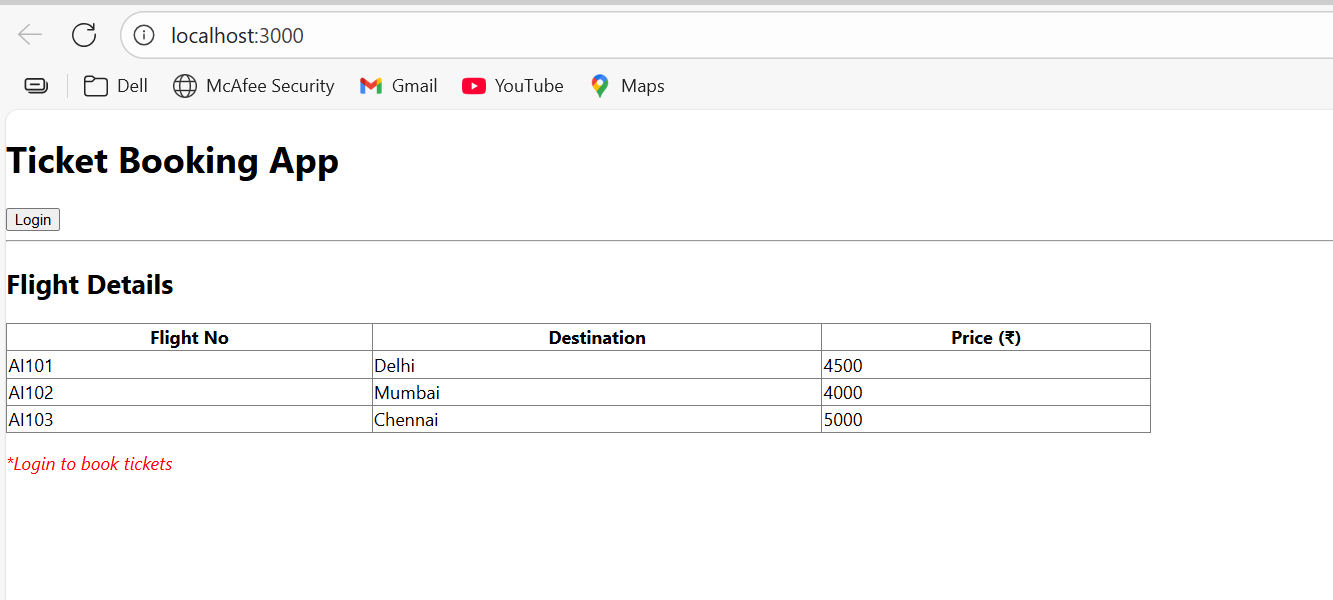 localhost:3000
Dell McAfee Security Gmail YouTube Maps
Ticket Booking App
Login
Flight Details
Flight No Destination Price (₹)
AI101 Delhi 4500
AI102 Mumbai 4000
AI103 Chennai 5000
*Login to book tickets